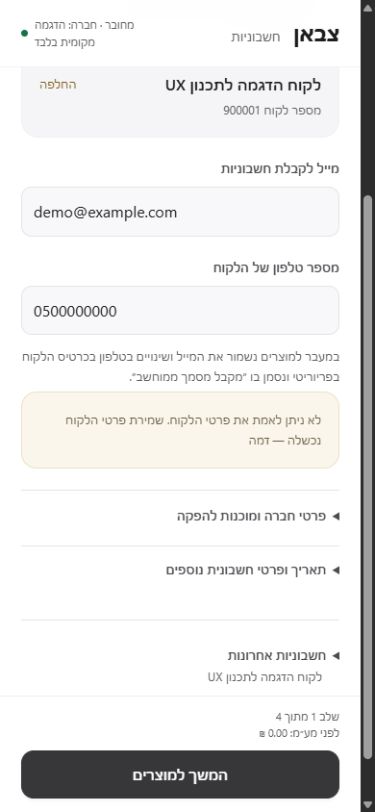 צבאן חשבוניות
מחובר · חברה: הדגמה
מקומית בלבד
לקוח הדגמה לתכנון UX
החלפה
מספר לקוח 900001
מייל לקבלת חשבוניות
demo@example.com
מספר טלפון של הלקוח
0500000000
במעבר למוצרים נשמור את המייל ושינויים בטלפון בכרטיס הלקוח
בפריוריטי ונסמן בו "מקבל מסמך ממוחשב".
לא ניתן לאמת את פרטי הלקוח. שמירת פרטי הלקוח
נכשלה — דמה
פרטי חברה ומוכנות להפקה
תאריך ופרטי חשבונית נוספים
חשבוניות אחרונות
לקוח הדגמה לתכנון UX
שלב 1 מתוך 4
לפני מע״מ: 0.00 ₪
המשך למוצרים